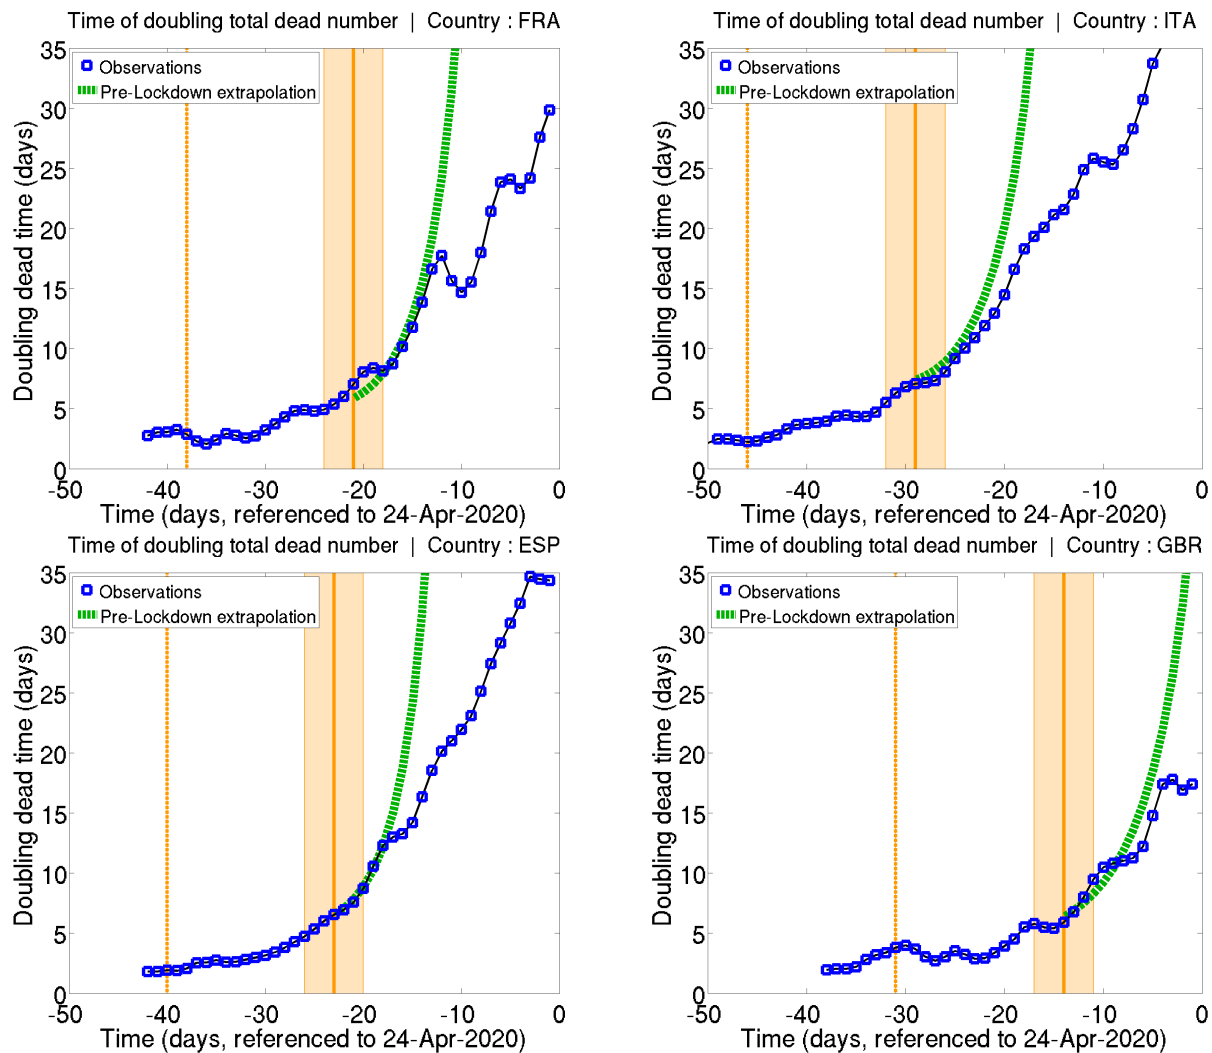 Time of doubling total dead number | Country : FRA
35
30
25
20
15
10
5
0
Doubling dead time (days)
Observations
Pre-Lockdown extrapolation
-50 -40 -30 -20 -10 0
Time (days, referenced to 24-Apr-2020)
Time of doubling total dead number | Country : ITA
35
30
25
20
15
10
5
0
Doubling dead time (days)
Observations
Pre-Lockdown extrapolation
-50 -40 -30 -20 -10 0
Time (days, referenced to 24-Apr-2020)
Time of doubling total dead number | Country : ESP
35
30
25
20
15
10
5
0
Doubling dead time (days)
Observations
Pre-Lockdown extrapolation
-50 -40 -30 -20 -10 0
Time (days, referenced to 24-Apr-2020)
Time of doubling total dead number | Country : GBR
35
30
25
20
15
10
5
0
Doubling dead time (days)
Observations
Pre-Lockdown extrapolation
-50 -40 -30 -20 -10 0
Time (days, referenced to 24-Apr-2020)